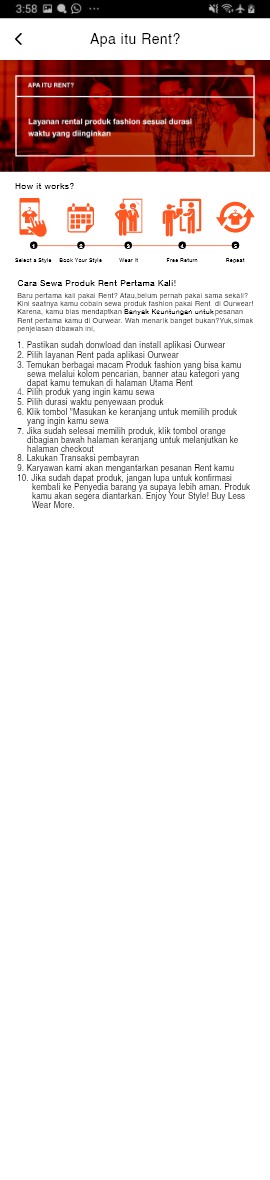 3:58
Apa itu Rent?
APA ITU RENT?
Layanan rental produk fashion sesuai durasi
waktu yang diinginkan
How it works?
1 2 3 4 5
Select a Style Book Your Style Wear It Free Return Repeat
Cara Sewa Produk Rent Pertama Kali!
Baru pertama kali pakai Rent? Atau,belum pernah pakai sama sekali?
Kini saatnya kamu cobain sewa produk fashion pakai Rent di Ourwear!
Karena, kamu bias mendaptkan Banyak Keuntungan untuk pesanan
Rent pertama kamu di Ourwear. Wah menarik banget bukan?Yuk,simak
penjelasan dibawah ini,
1. Pastikan sudah donwload dan install aplikasi Ourwear
2. Pilih layanan Rent pada aplikasi Ourwear
3. Temukan berbagai macam Produk fashion yang bisa kamu
sewa melalui kolom pencarian, banner atau kategori yang
dapat kamu temukan di halaman Utama Rent
4. Pilih produk yang ingin kamu sewa
5. Pilih durasi waktu penyewaan produk
6. Klik tombol "Masukan ke keranjang untuk memilih produk
yang ingin kamu sewa
7. Jika sudah selesai memilih produk, klik tombol orange
dibagian bawah halaman keranjang untuk melanjutkan ke
halaman checkout
8. Lakukan Transaksi pembayran
9. Karyawan kami akan mengantarkan pesanan Rent kamu
10. Jika sudah dapat produk, jangan lupa untuk konfirmasi
kembali ke Penyedia barang ya supaya lebih aman. Produk
kamu akan segera diantarkan. Enjoy Your Style! Buy Less
Wear More.